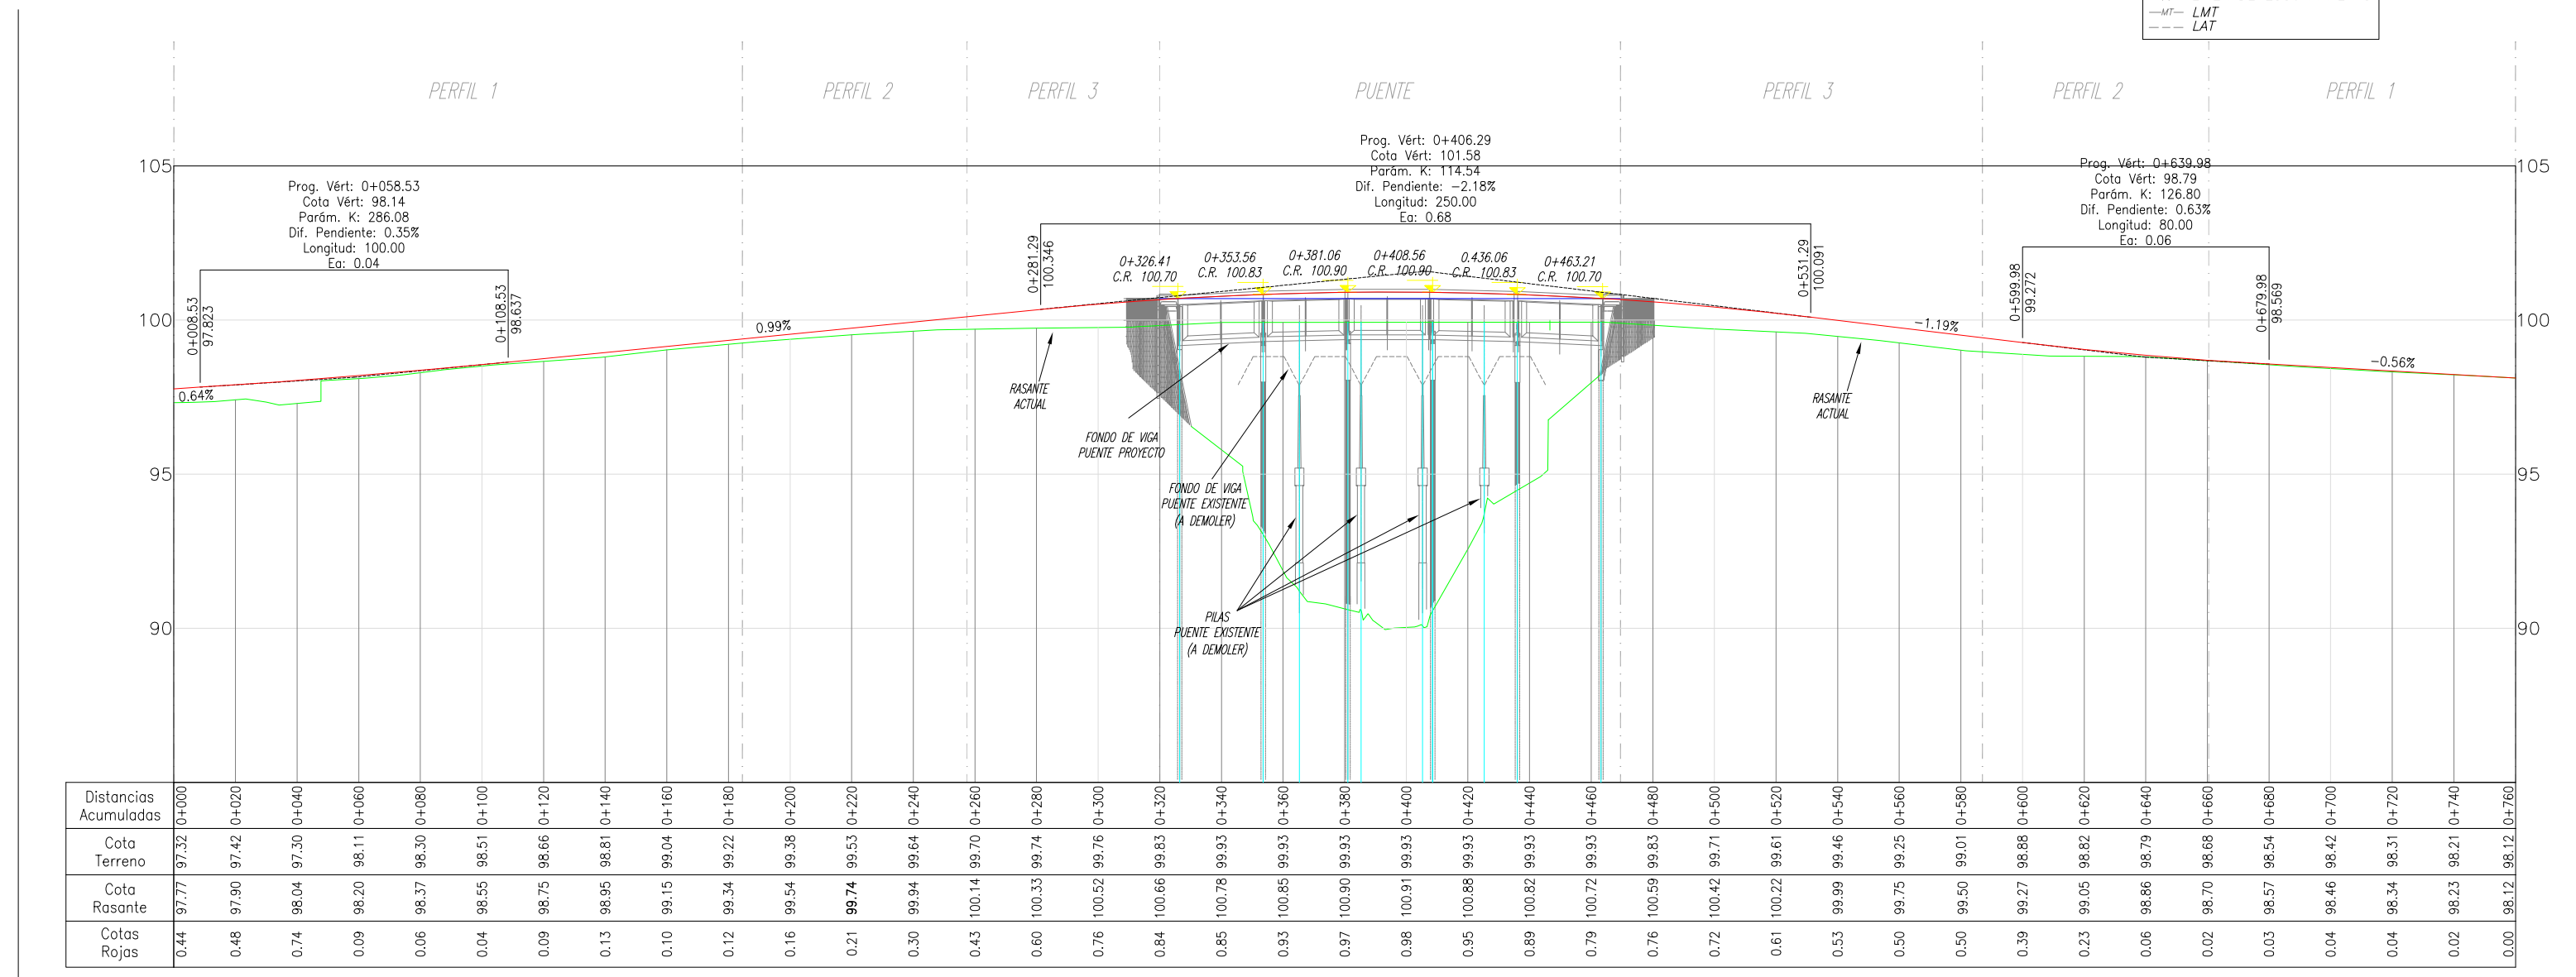 —MT— LMT
LAT
PERFIL 1
PERFIL 2
PERFIL 3
PUENTE
PERFIL 3
PERFIL 2
PERFIL 1
Prog. Vért: 0+058.53
Cota Vért: 98.14
Parám. K: 286.08
Dif. Pendiente: 0.35%
Longitud: 100.00
Ea: 0.04
Prog. Vért: 0+406.29
Cota Vért: 101.58
Parám. K: 114.54
Dif. Pendiente: -2.18%
Longitud: 250.00
Ea: 0.68
Prog. Vért: 0+639.98
Cota Vért: 98.79
Parám. K: 126.80
Dif. Pendiente: 0.63%
Longitud: 80.00
Ea: 0.06
105
100
95
90
105
100
95
90
0+008.53
97.823
0+108.53
98.637
0+281.29
100.346
0+531.29
100.091
0+599.98
99.272
0+679.98
98.569
0.64%
0.99%
-1.19%
-0.56%
0+326.41
C.R. 100.70
0+353.56
C.R. 100.83
0+381.06
C.R. 100.90
0+408.56
C.R. 100.90
0.436.06
C.R. 100.83
0+463.21
C.R. 100.70
RASANTE
ACTUAL
FONDO DE VIGA
PUENTE PROYECTO
FONDO DE VIGA
PUENTE EXISTENTE
(A DEMOLER)
PILAS
PUENTE EXISTENTE
(A DEMOLER)
RASANTE
ACTUAL
Distancias
Acumuladas
0+000 0+020 0+040 0+060 0+080 0+100 0+120 0+140 0+160 0+180 0+200 0+220 0+240 0+260 0+280 0+300 0+320 0+340 0+360 0+380 0+400 0+420 0+440 0+460 0+480 0+500 0+520 0+540 0+560 0+580 0+600 0+620 0+640 0+660 0+680 0+700 0+720 0+740 0+760
Cota
Terreno
97.32 97.42 97.30 98.11 98.30 98.51 98.66 98.81 99.04 99.22 99.38 99.53 99.64 99.70 99.74 99.76 99.83 99.93 99.93 99.93 99.93 99.93 99.93 99.93 99.83 99.71 99.61 99.46 99.25 99.01 98.88 98.82 98.79 98.68 98.54 98.42 98.31 98.21 98.12
Cota
Rasante
97.77 97.90 98.04 98.20 98.37 98.55 98.75 98.95 99.15 99.34 99.54 99.74 99.94 100.14 100.33 100.52 100.66 100.78 100.85 100.90 100.91 100.88 100.82 100.72 100.59 100.42 100.22 99.99 99.75 99.50 99.27 99.05 98.86 98.70 98.57 98.46 98.34 98.23 98.12
Cotas
Rojas
0.44 0.48 0.74 0.09 0.06 0.04 0.09 0.13 0.10 0.12 0.16 0.21 0.30 0.43 0.60 0.76 0.84 0.85 0.93 0.97 0.98 0.95 0.89 0.79 0.76 0.72 0.61 0.53 0.50 0.50 0.39 0.23 0.06 0.02 0.03 0.04 0.04 0.02 0.00